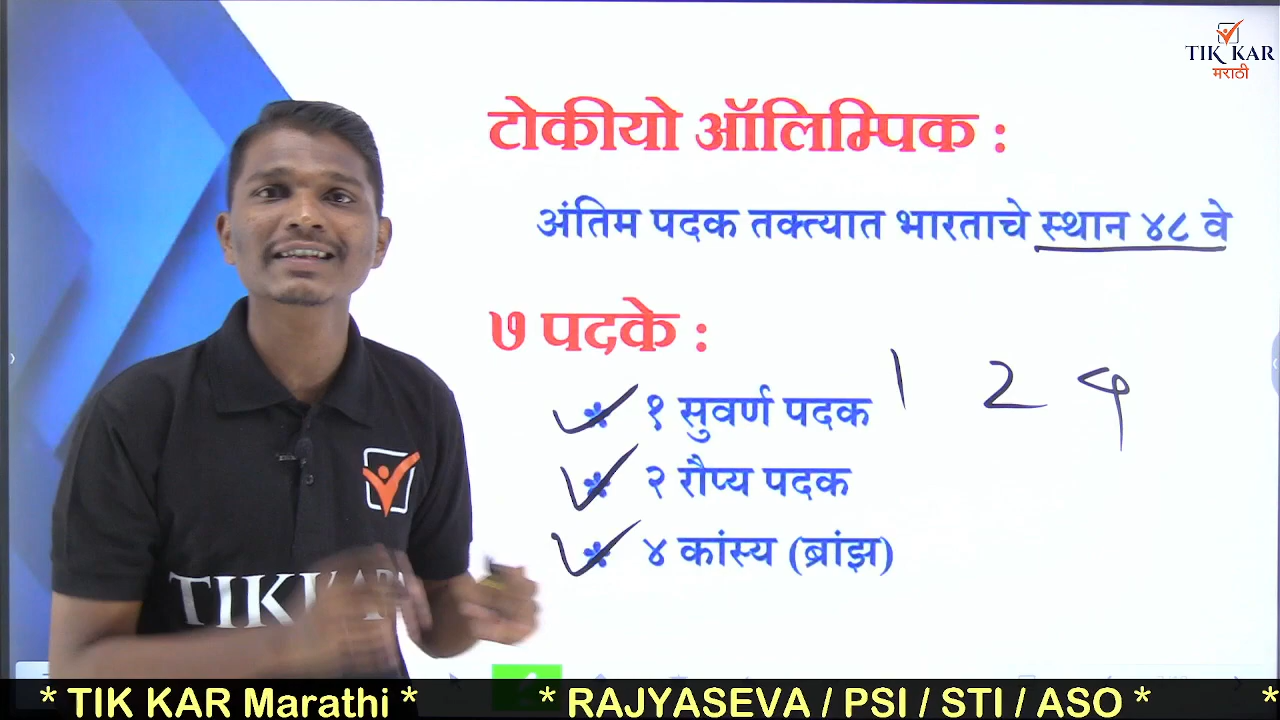 TIK KAR
मराठी
टोकीयो ऑलिम्पिक :
अंतिम पदक तक्त्यात भारताचे स्थान ४८ वे
७ पदके :
* १ सुवर्ण पदक
1 2 4
* २ रौप्य पदक
* ४ कांस्य (ब्रांझ)
TIK KAR
* TIK KAR Marathi * * RAJYASEVA / PSI / STI / ASO * *